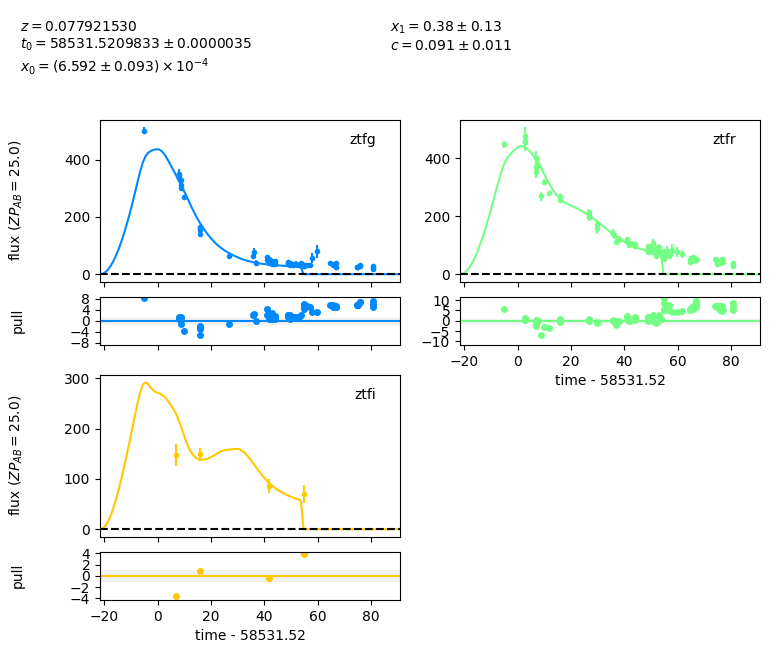 z = 0.077921530
t₀ = 58531.5209833 ± 0.0000035
x₀ = (6.592 ± 0.093) × 10⁻⁴
x₁ = 0.38 ± 0.13
c = 0.091 ± 0.011
ztfg
flux (ZP_AB = 25.0)
400
200
0
ztfr
400
200
0
pull
8
4
0
−4
−8
10
5
0
−5
−10
−20 0 20 40 60 80
time - 58531.52
ztfi
flux (ZP_AB = 25.0)
300
200
100
0
pull
4
2
0
−2
−4
−20 0 20 40 60 80
time - 58531.52